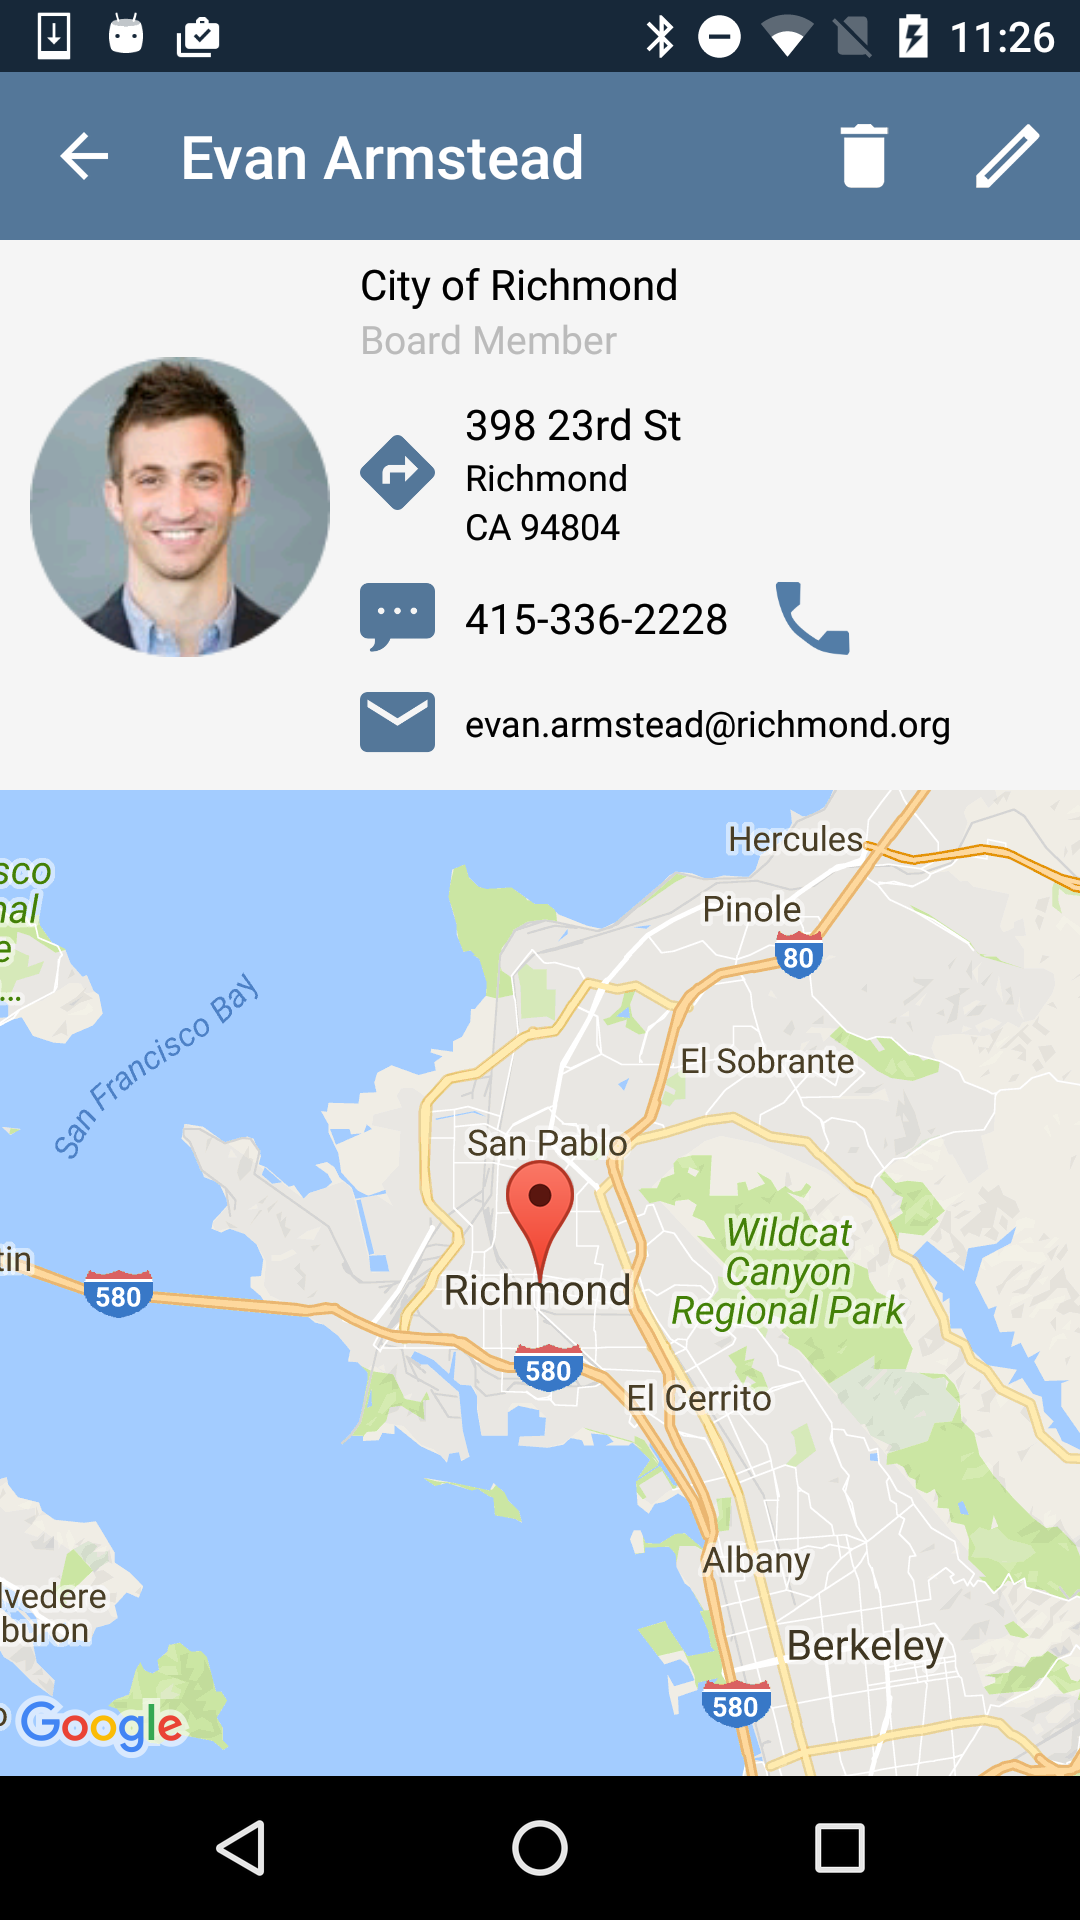 11:26
Evan Armstead
City of Richmond
Board Member
398 23rd St
Richmond
CA 94804
415-336-2228
evan.armstead@richmond.org
Hercules
sco
nal
e
...
Pinole
80
San Francisco Bay
El Sobrante
San Pablo
Wildcat
Canyon
Regional Park
tin
580
Richmond
580
El Cerrito
Albany
lvedere
buron
Berkeley
580
o
Google